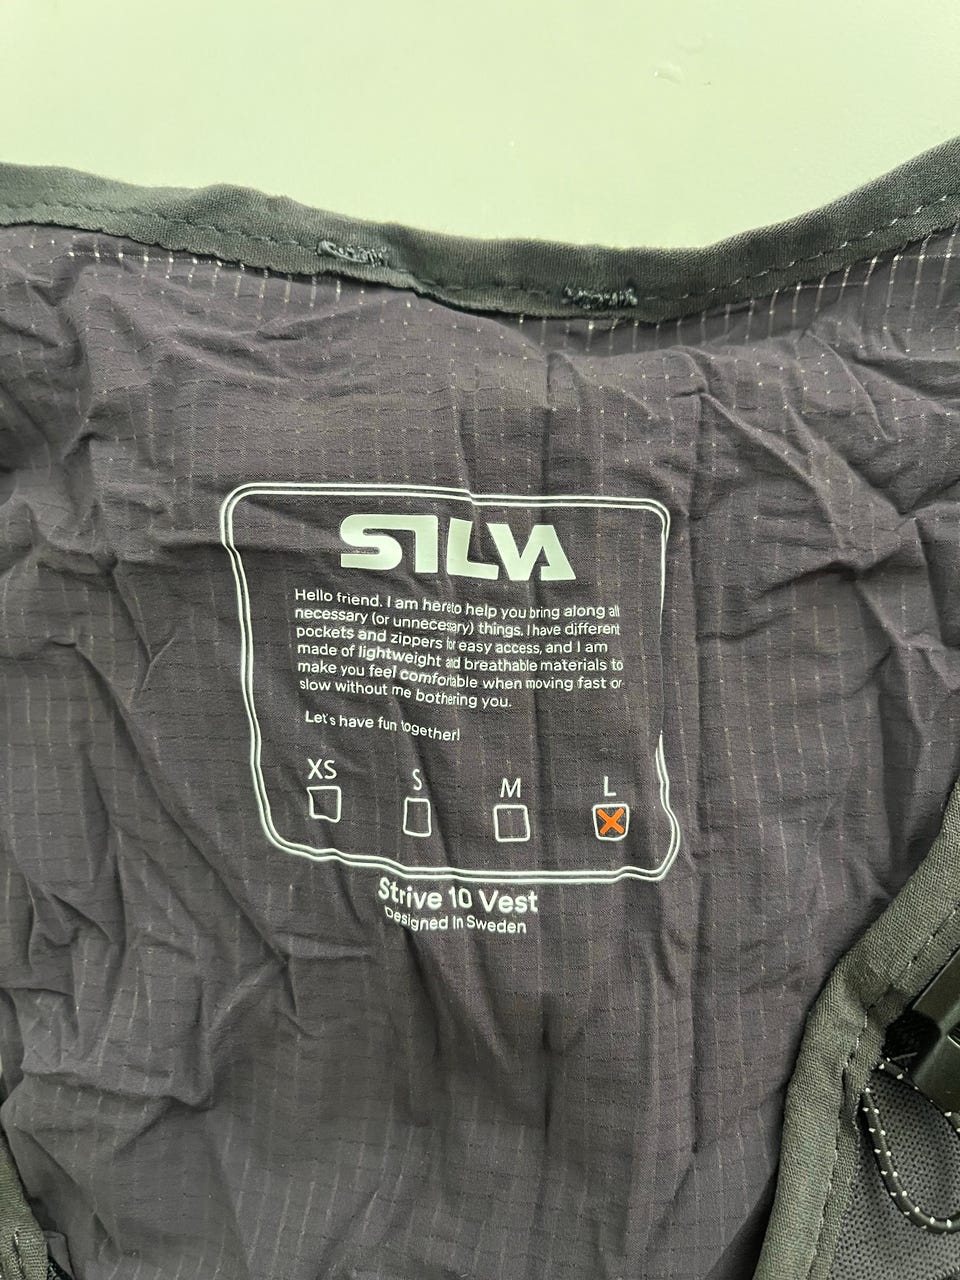 SILVA
Hello friend. I am here to help you bring along all
necessary (or unnecessary) things. I have different
pockets and zippers for easy access, and I am
made of lightweight and breathable materials to
make you feel comfortable when moving fast or
slow without me bothering you.
Let's have fun together!
XS S M L
Strive 10 Vest
Designed In Sweden